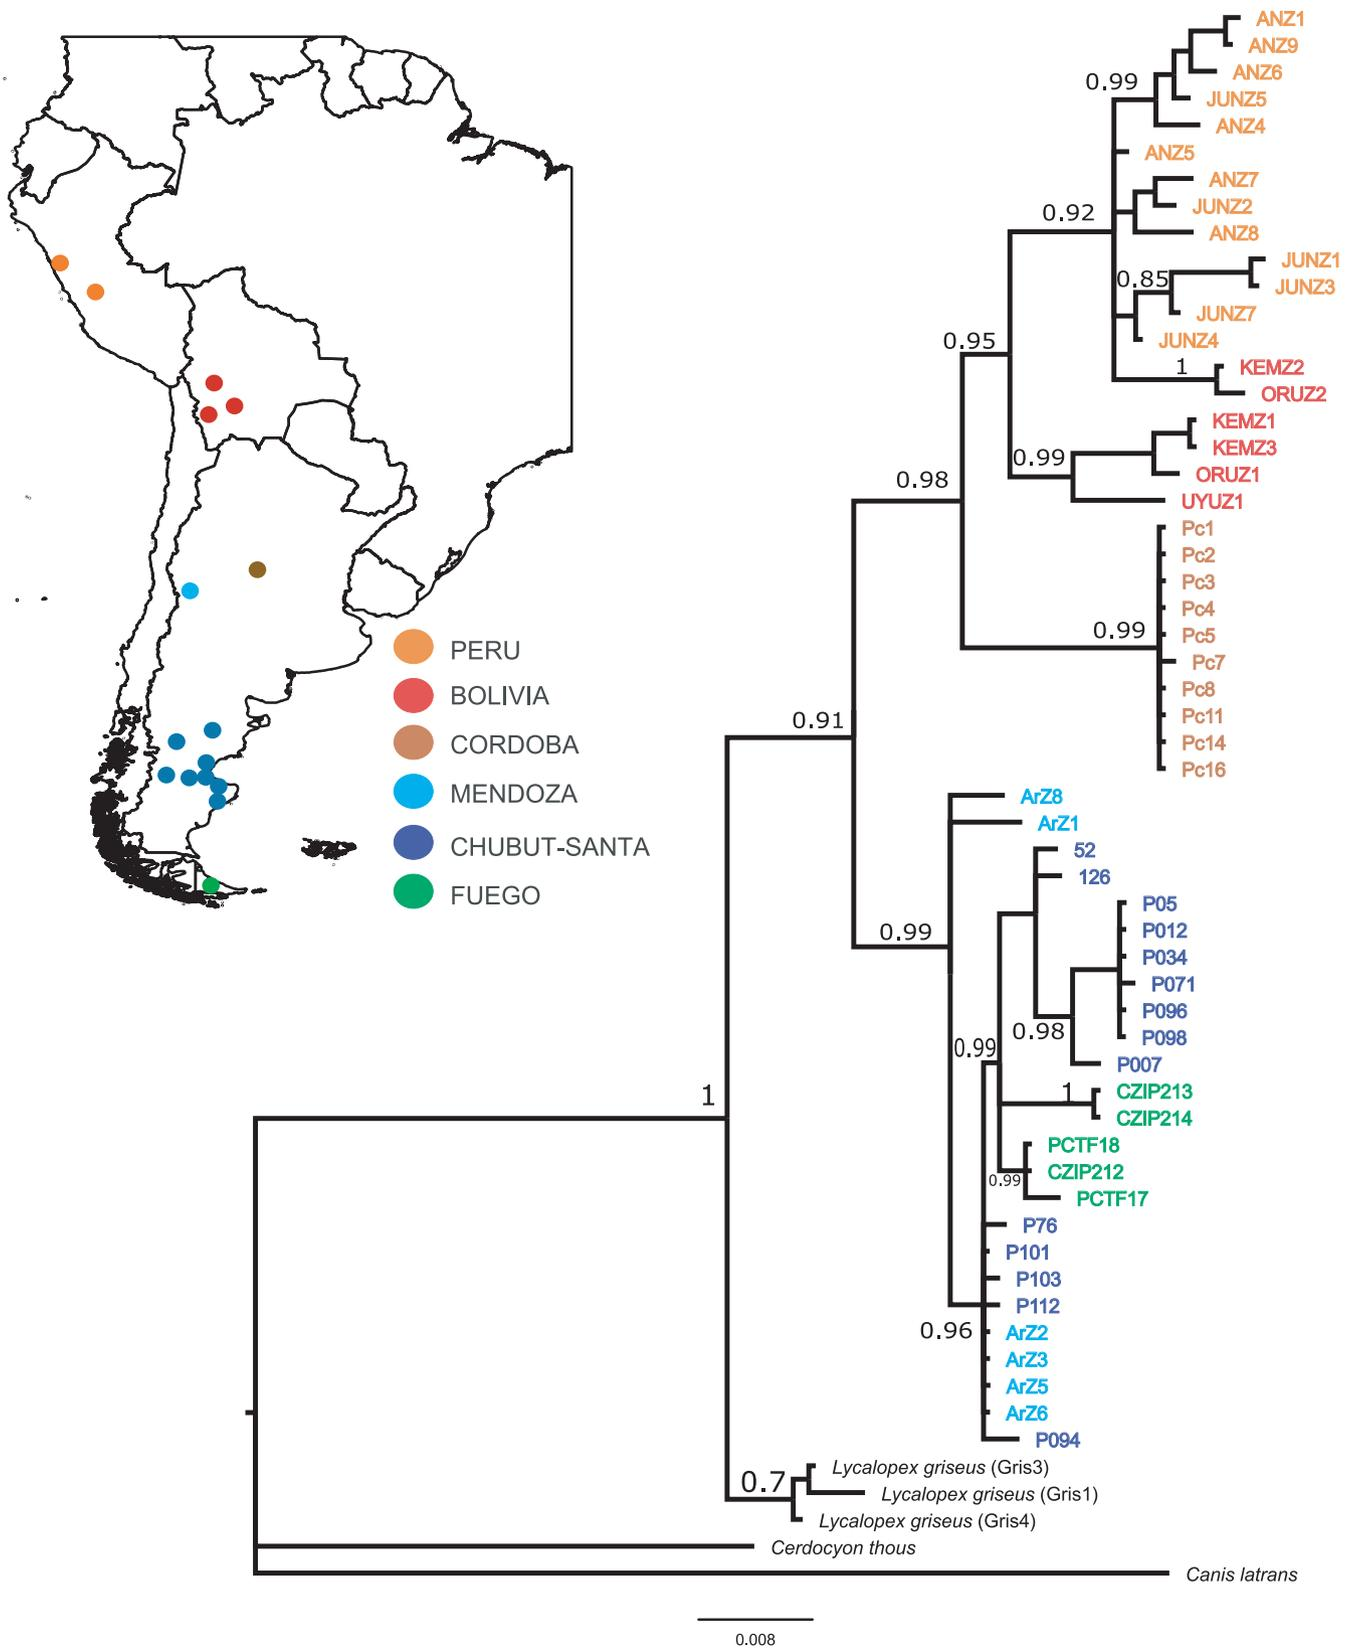 PERU
BOLIVIA
CORDOBA
MENDOZA
CHUBUT-SANTA
FUEGO
ANZ1
ANZ9
ANZ6
0.99
JUNZ5
ANZ4
ANZ5
ANZ7
JUNZ2
0.92
ANZ8
JUNZ1
0.85
JUNZ3
JUNZ7
JUNZ4
0.95
1
KEMZ2
ORUZ2
KEMZ1
KEMZ3
0.99
ORUZ1
0.98
UYUZ1
Pc1
Pc2
Pc3
Pc4
0.99
Pc5
Pc7
Pc8
Pc11
0.91
Pc14
Pc16
ArZ8
ArZ1
52
126
P05
0.99
P012
P034
P071
P096
0.98
P098
0.99
P007
1
1
CZIP213
CZIP214
PCTF18
CZIP212
0.99
PCTF17
P76
P101
P103
P112
0.96
ArZ2
ArZ3
ArZ5
ArZ6
P094
Lycalopex griseus (Gris3)
0.7
Lycalopex griseus (Gris1)
Lycalopex griseus (Gris4)
Cerdocyon thous
Canis latrans
0.008